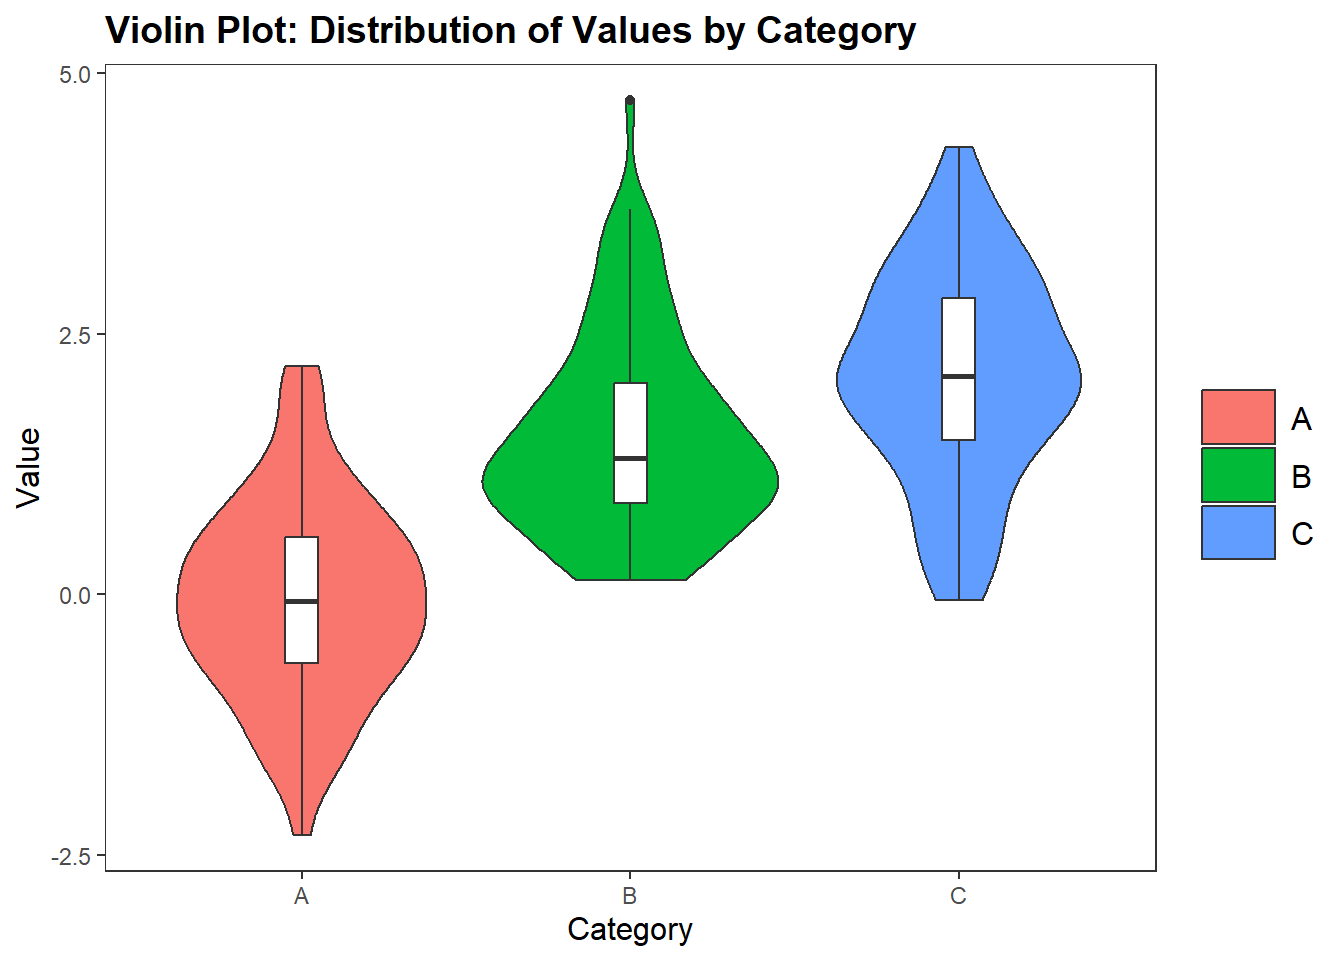 Violin Plot: Distribution of Values by Category
5.0
2.5
0.0
-2.5
Value
A B C
Category
A
B
C